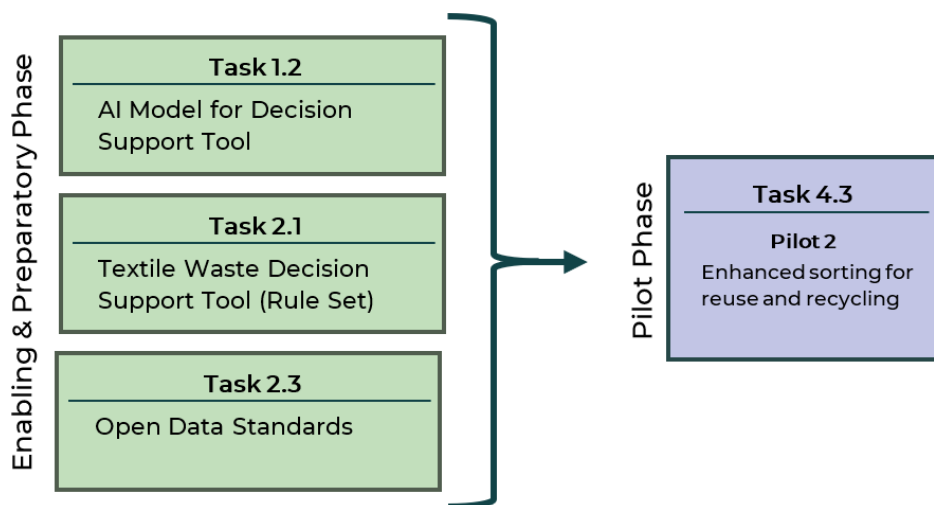 Enabling & Preparatory Phase
Task 1.2
AI Model for Decision
Support Tool
Task 2.1
Textile Waste Decision
Support Tool (Rule Set)
Task 2.3
Open Data Standards
Pilot Phase
Task 4.3
Pilot 2
Enhanced sorting for
reuse and recycling